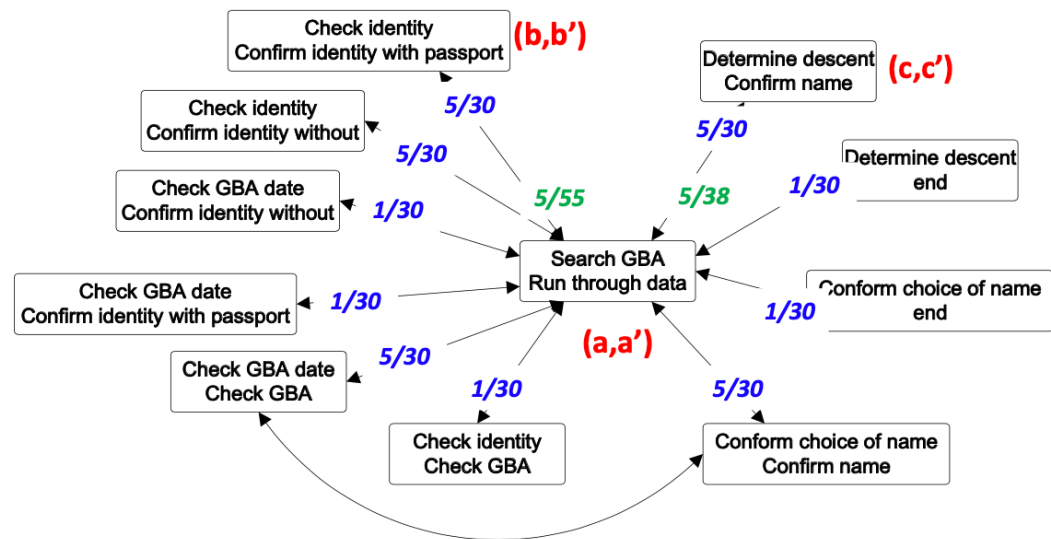 Check identity
Confirm identity with passport
(b,b’)
Determine descent
Confirm name
(c,c’)
5/30
5/30
Check identity
Confirm identity without
5/30
Determine descent
end
1/30
Check GBA date
Confirm identity without
1/30
5/55
5/38
Search GBA
Run through data
Check GBA date
Confirm identity with passport
1/30
Conform choice of name
end
1/30
(a,a’)
Check GBA date
Check GBA
5/30
1/30
5/30
Check identity
Check GBA
Conform choice of name
Confirm name